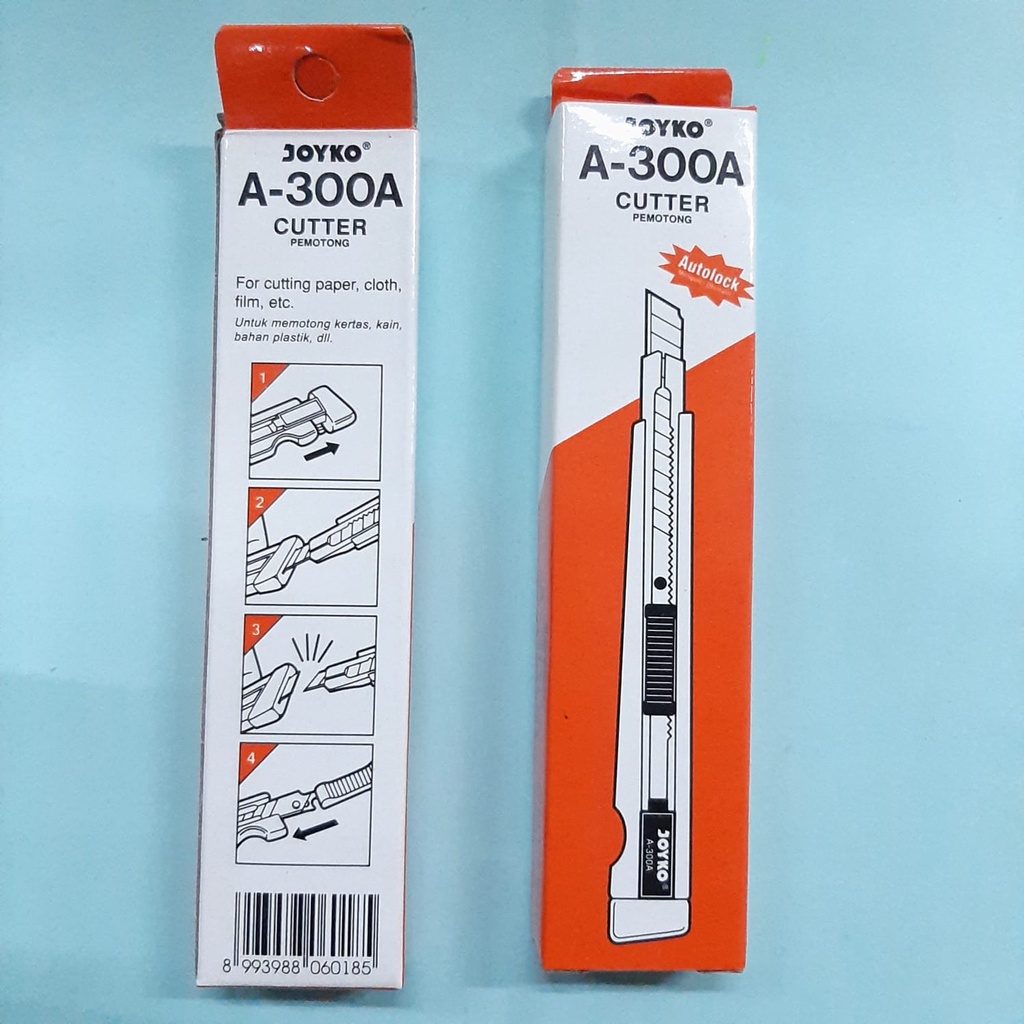 JOYKO®
A-300A
CUTTER
PEMOTONG
For cutting paper, cloth,
film, etc.
Untuk memotong kertas, kain,
bahan plastik, dll.
1
2
3
4
8 993988 060185
JOYKO®
A-300A
CUTTER
PEMOTONG
Autolock
JOYKO®
A-300A